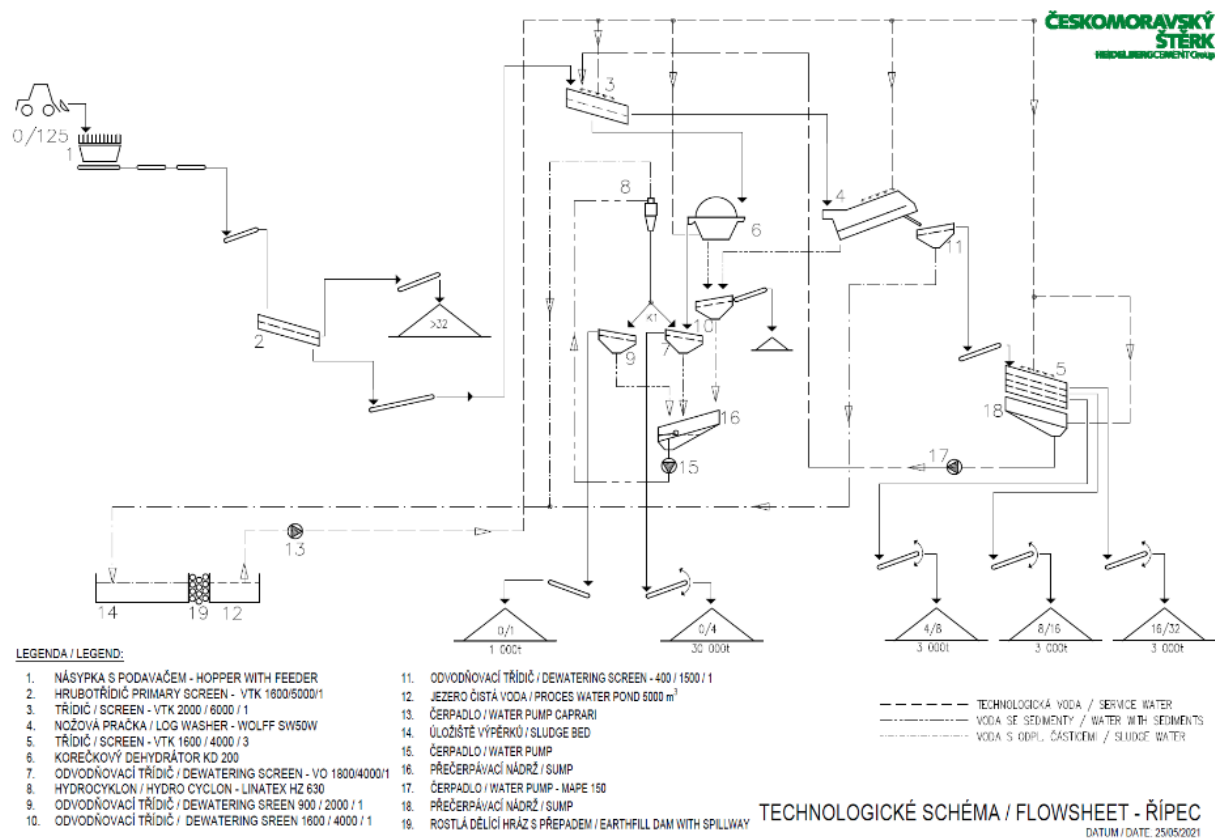 ČESKOMORAVSKÝ
ŠTĚRK
HEIDELBERGCEMENT Group
0/125
1
2
>32
3
4
11
8
6
K1
10
9
7
16
15
5
18
17
13
14
19
12
0/1
1 000t
0/4
30 000t
4/8
3 000t
8/16
3 000t
16/32
3 000t
LEGENDA / LEGEND:
1. NÁSYPKA S PODAVAČEM - HOPPER WITH FEEDER
2. HRUBOTŘÍDIČ PRIMARY SCREEN - VTK 1600/5000/1
3. TŘÍDIČ / SCREEN - VTK 2000 / 6000 / 1
4. NOŽOVÁ PRAČKA / LOG WASHER - WOLFF SW50W
5. TŘÍDIČ / SCREEN - VTK 1600 / 4000 / 3
6. KOREČKOVÝ DEHYDRÁTOR KD 200
7. ODVODŇOVACÍ TŘÍDIČ / DEWATERING SCREEN - VO 1800/4000/1
8. HYDROCYKLON / HYDRO CYCLON - LINATEX HZ 630
9. ODVODŇOVACÍ TŘÍDIČ / DEWATERING SREEN 900 / 2000 / 1
10. ODVODŇOVACÍ TŘÍDIČ / DEWATERING SREEN 1600 / 4000 / 1
11. ODVODŇOVACÍ TŘÍDIČ / DEWATERING SCREEN - 400 / 1500 / 1
12. JEZERO ČISTÁ VODA / PROCES WATER POND 5000 m³
13. ČERPADLO / WATER PUMP CAPRARI
14. ÚLOŽIŠTĚ VÝPĚRKŮ / SLUDGE BED
15. ČERPADLO / WATER PUMP
16. PŘEČERPÁVACÍ NÁDRŽ / SUMP
17. ČERPADLO / WATER PUMP - MAPE 150
18. PŘEČERPÁVACÍ NÁDRŽ / SUMP
19. ROSTLÁ DĚLÍCÍ HRÁZ S PŘEPADEM / EARTHFILL DAM WITH SPILLWAY
TECHNOLOGICKÁ VODA / SERVICE WATER
VODA SE SEDIMENTY / WATER WITH SEDIMENTS
VODA S ODPL. ČÁSTICEMI / SLUDGE WATER
TECHNOLOGICKÉ SCHÉMA / FLOWSHEET - ŘÍPEC
DATUM / DATE: 25/05/2021